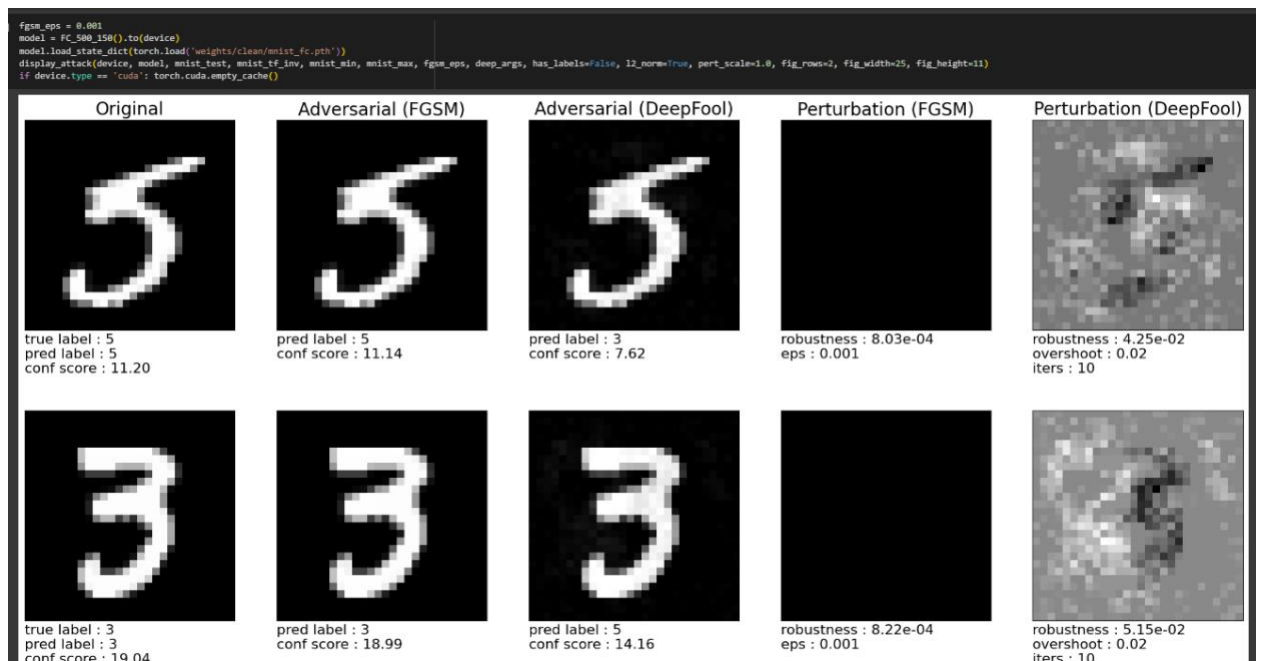 fgsm_eps = 0.001
model = FC_500_150().to(device)
model.load_state_dict(torch.load('weights/clean/mnist_fc.pth'))
display_attack(device, model, mnist_test, mnist_tf_inv, mnist_min, mnist_max, fgsm_eps, deep_args, has_labels=False, l2_norm=True, pert_scale=1.0, fig_rows=2, fig_width=25, fig_height=11)
if device.type == 'cuda': torch.cuda.empty_cache()
Original Adversarial (FGSM) Adversarial (DeepFool) Perturbation (FGSM) Perturbation (DeepFool)
true label : 5 pred label : 5 pred label : 3 robustness : 8.03e-04 robustness : 4.25e-02
pred label : 5 conf score : 11.14 conf score : 7.62 eps : 0.001 overshoot : 0.02
conf score : 11.20 iters : 10
true label : 3 pred label : 3 pred label : 5 robustness : 8.22e-04 robustness : 5.15e-02
pred label : 3 conf score : 18.99 conf score : 14.16 eps : 0.001 overshoot : 0.02
conf score : 19.04 iters : 10